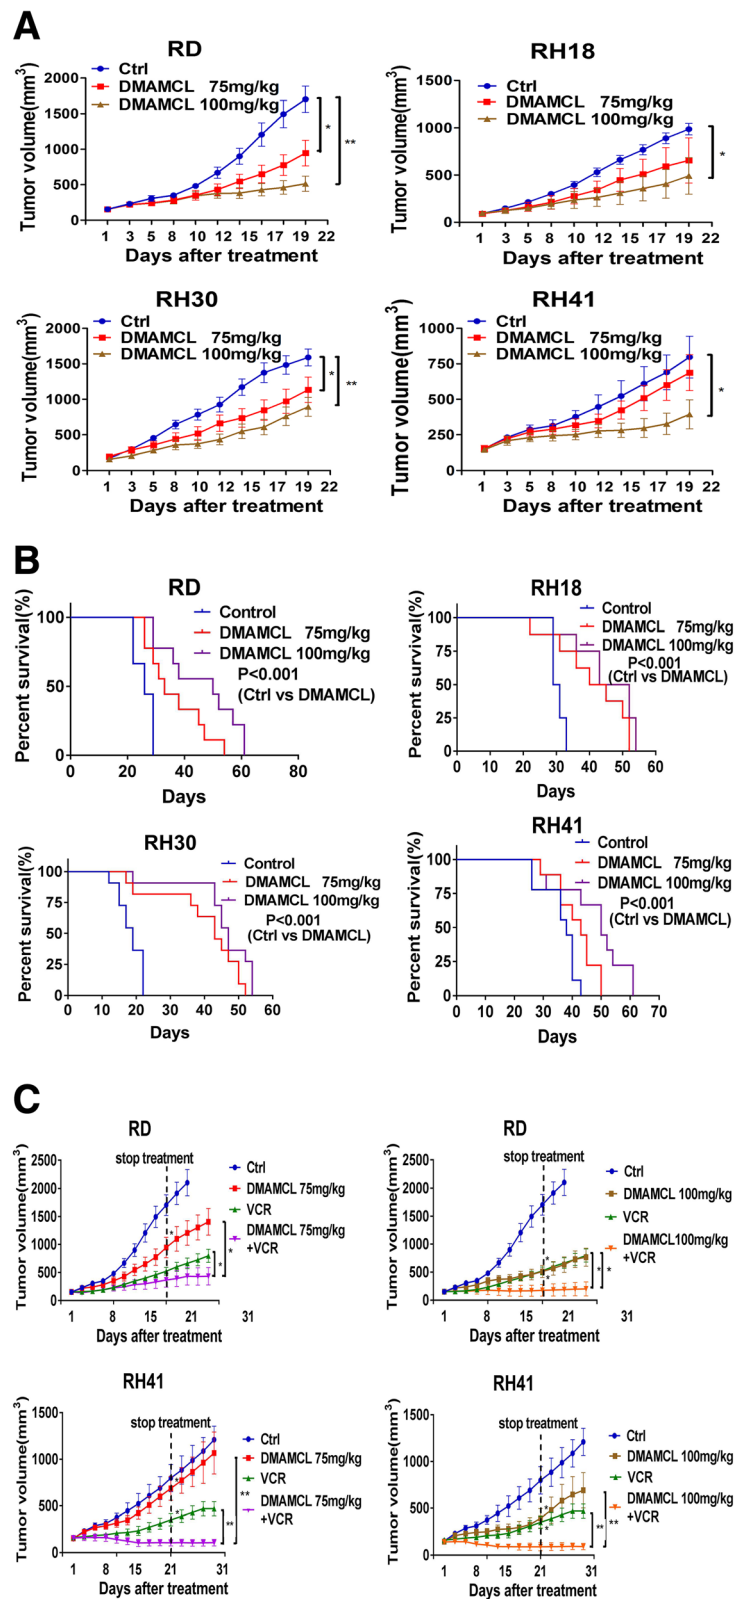 A
RD
Ctrl
DMAMCL 75mg/kg
DMAMCL 100mg/kg
Tumor volume(mm3)
2000
1500
1000
500
0
*
**
1 3 5 8 10 12 14 15 17 19 22
Days after treatment
RH18
Ctrl
DMAMCL 75mg/kg
DMAMCL 100mg/kg
Tumor volume(mm3)
1500
1000
500
0
*
1 3 5 8 10 12 14 15 17 19 22
Days after treatment
RH30
Ctrl
DMAMCL 75mg/kg
DMAMCL 100mg/kg
Tumor volume(mm3)
2000
1500
1000
500
0
*
**
1 3 5 8 10 12 14 15 17 19 22
Days after treatment
RH41
Ctrl
DMAMCL 75mg/kg
DMAMCL 100mg/kg
Tumor volume(mm3)
1000
750
500
250
0
*
1 3 5 8 10 12 14 15 17 19 22
Days after treatment
B
RD
Control
DMAMCL 75mg/kg
DMAMCL 100mg/kg
P<0.001
(Ctrl vs DMAMCL)
Percent survival(%)
100
50
0
0 20 40 60 80
Days
RH18
Control
DMAMCL 75mg/kg
DMAMCL 100mg/kg
P<0.001
(Ctrl vs DMAMCL)
Percent survival(%)
100
75
50
25
0
0 10 20 30 40 50 60
Days
RH30
Control
DMAMCL 75mg/kg
DMAMCL 100mg/kg
P<0.001
(Ctrl vs DMAMCL)
Percent survival(%)
100
75
50
25
0
0 10 20 30 40 50 60
Days
RH41
Control
DMAMCL 75mg/kg
DMAMCL 100mg/kg
P<0.001
(Ctrl vs DMAMCL)
Percent survival(%)
100
75
50
25
0
0 10 20 30 40 50 60 70
Days
C
RD
stop treatment
Ctrl
DMAMCL 75mg/kg
VCR
DMAMCL 75mg/kg
+VCR
Tumor volume(mm3)
2500
2000
1500
1000
500
0
*
*
*
1 8 15 21 31
Days after treatment
RD
stop treatment
Ctrl
DMAMCL 100mg/kg
VCR
DMAMCL100mg/kg
+VCR
Tumor volume(mm3)
2500
2000
1500
1000
500
0
*
*
*
*
1 8 15 21 31
Days after treatment
RH41
stop treatment
Ctrl
DMAMCL 75mg/kg
VCR
DMAMCL 75mg/kg
+VCR
Tumor volume(mm3)
1500
1000
500
0
*
*
**
**
1 8 15 21 31
Days after treatment
RH41
stop treatment
Ctrl
DMAMCL 100mg/kg
VCR
DMAMCL 100mg/kg
+VCR
Tumor volume(mm3)
1500
1000
500
0
*
*
**
**
1 8 15 21 31
Days after treatment